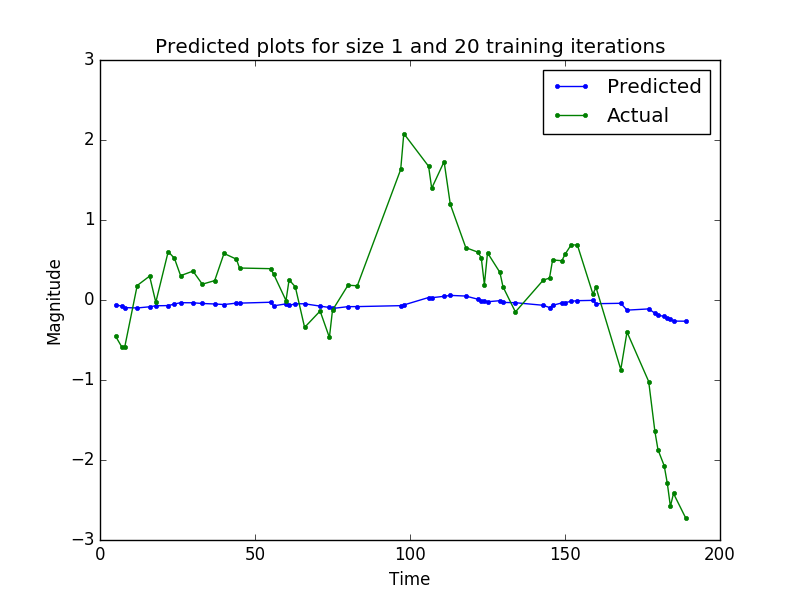 Predicted plots for size 1 and 20 training iterations
3
2
1
0
−1
−2
−3
Magnitude
Predicted
Actual
0
50
100
150
200
Time